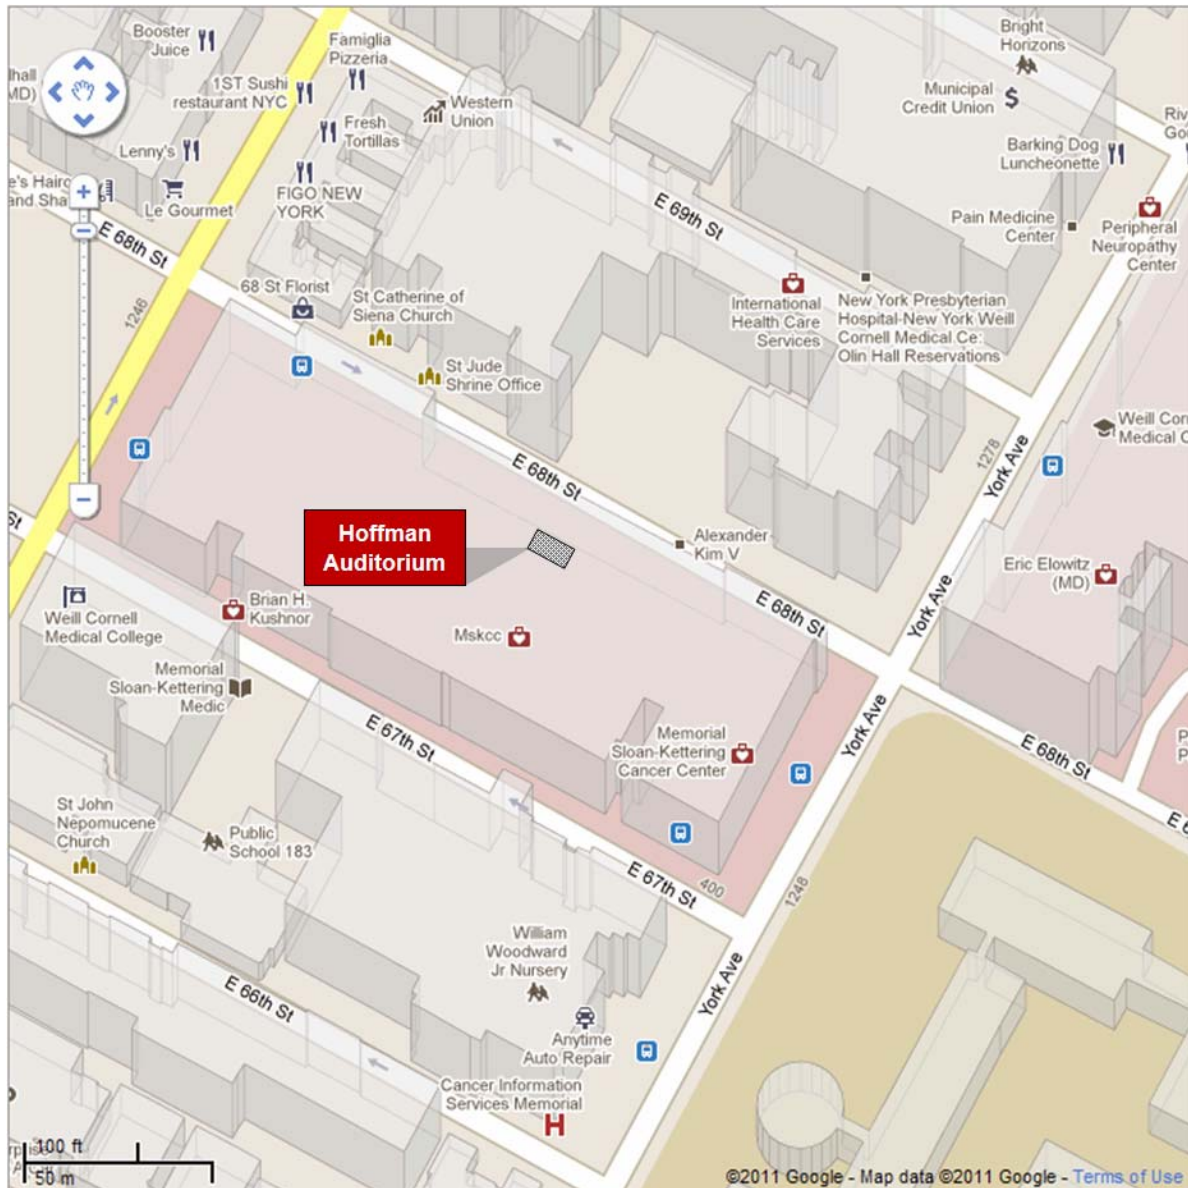 Booster
Juice
Famiglia
Pizzeria
Bright
Horizons
1ST Sushi
restaurant NYC
Western
Union
Municipal
Credit Union
MD)
Fresh
Tortillas
Lenny's
Barking Dog
Luncheonette
FIGO NEW
YORK
Le Gourmet
E 69th St
Pain Medicine
Center
Peripheral
Neuropathy
Center
E 68th St
68 St Florist
St Catherine of
Siena Church
International
Health Care
Services
New York Presbyterian
Hospital-New York Weill
Cornell Medical Ce:
Olin Hall Reservations
1246
St Jude
Shrine Office
Weill Corn
Medical C
1278
York Ave
E 68th St
St
Hoffman
Auditorium
Alexander
Kim V
Eric Elowitz
(MD)
Brian H.
Kushnor
Weill Cornell
Medical College
E 68th St
York Ave
Mskcc
Memorial
Sloan-Kettering
Medic
E 67th St
Memorial
Sloan-Kettering
Cancer Center
York Ave
E 68th St
P
P
St John
Nepomucene
Church
Public
School 183
E 6
E 67th St
400
1248
William
Woodward
Jr Nursery
York Ave
E 66th St
Anytime
Auto Repair
Cancer Information
Services Memorial
H
100 ft
50 m
©2011 Google - Map data ©2011 Google - Terms of Use